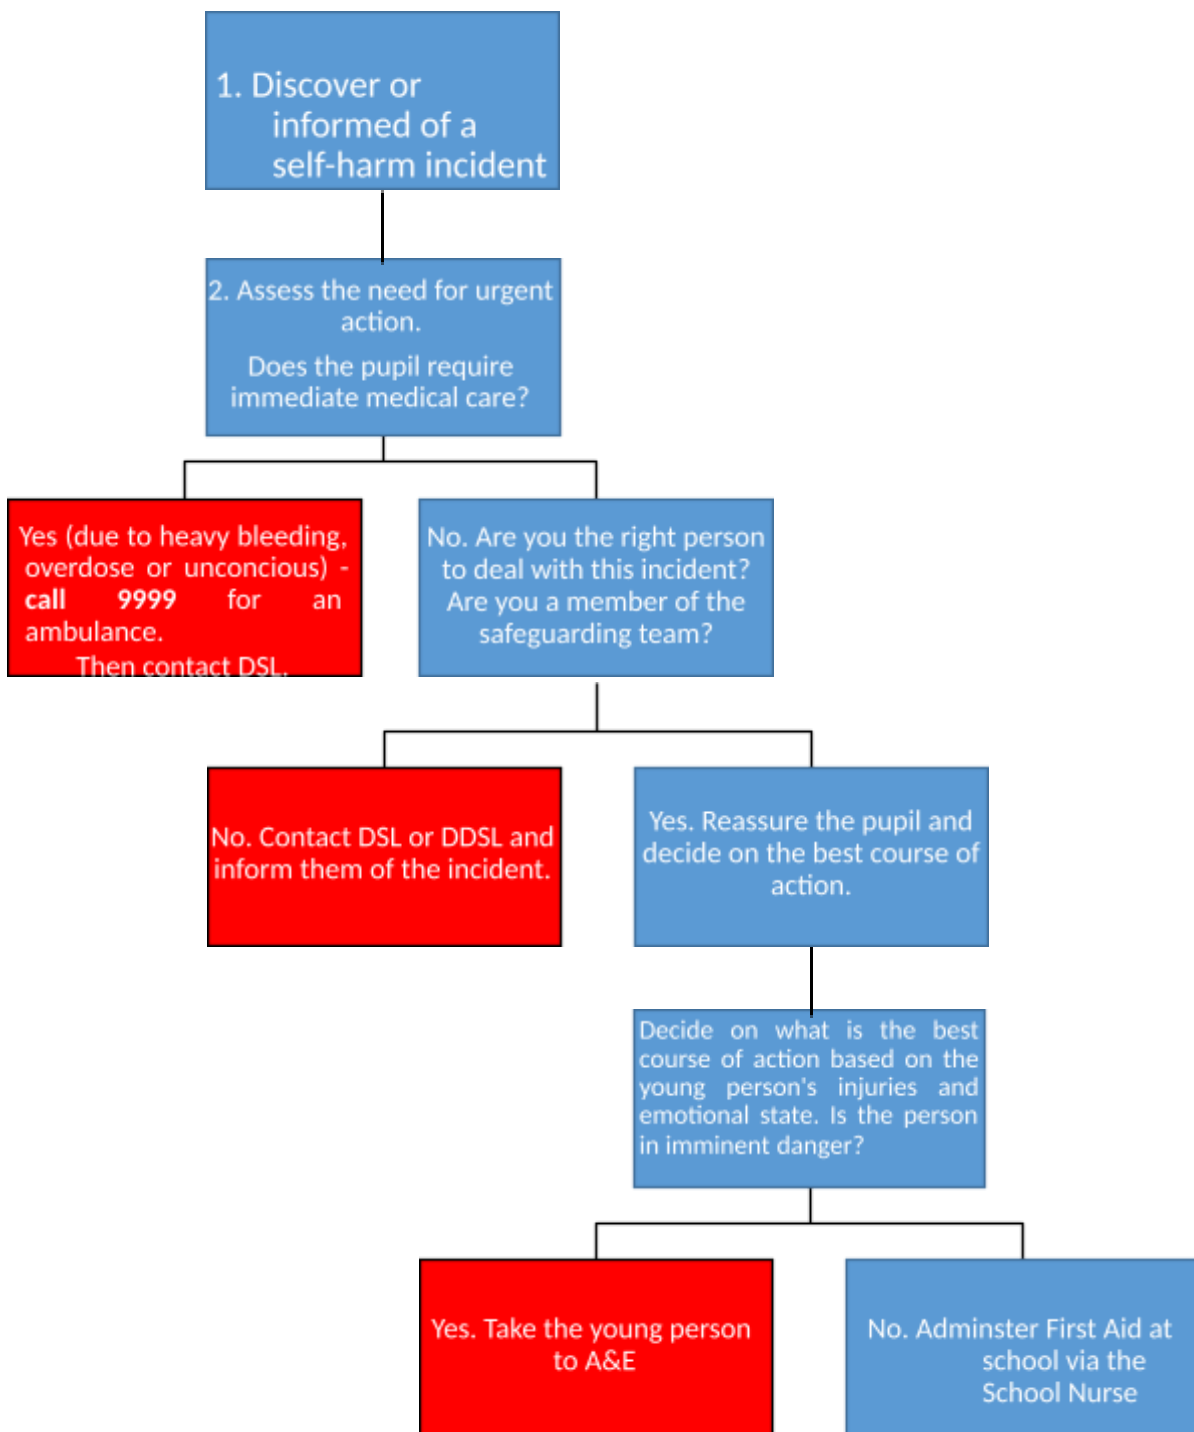 1. Discover or
informed of a
self-harm incident
2. Assess the need for urgent
action.
Does the pupil require
immediate medical care?
Yes (due to heavy bleeding,
overdose or unconcious) -
call 9999 for an
ambulance.
Then contact DSL.
No. Are you the right person
to deal with this incident?
Are you a member of the
safeguarding team?
No. Contact DSL or DDSL and
inform them of the incident.
Yes. Reassure the pupil and
decide on the best course of
action.
Decide on what is the best
course of action based on the
young person's injuries and
emotional state. Is the person
in imminent danger?
Yes. Take the young person
to A&E
No. Adminster First Aid at
school via the
School Nurse